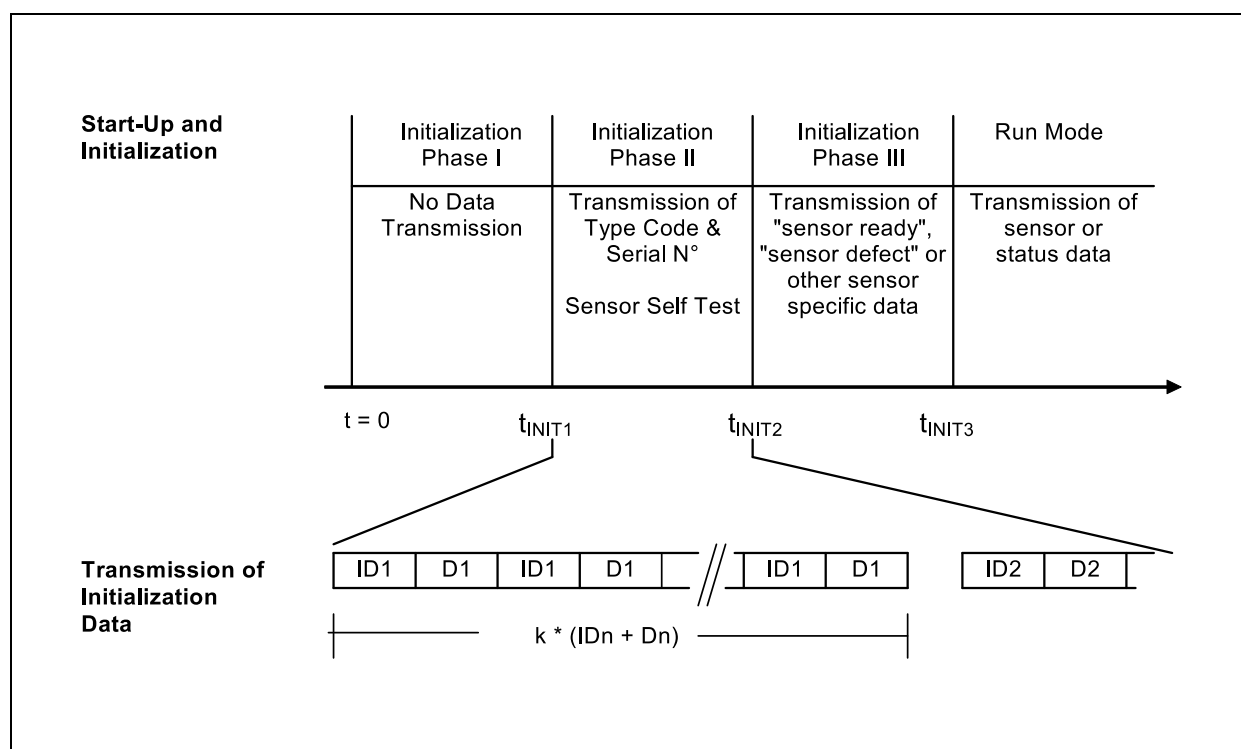 Start-Up and
Initialization
Initialization
Phase I
Initialization
Phase II
Initialization
Phase III
Run Mode
No Data
Transmission
Transmission of
Type Code &
Serial N°
Sensor Self Test
Transmission of
"sensor ready",
"sensor defect" or
other sensor
specific data
Transmission of
sensor or
status data
t = 0
tINIT1
tINIT2
tINIT3
Transmission of
Initialization
Data
ID1 D1 ID1 D1 // ID1 D1 ID2 D2
k * (IDn + Dn)